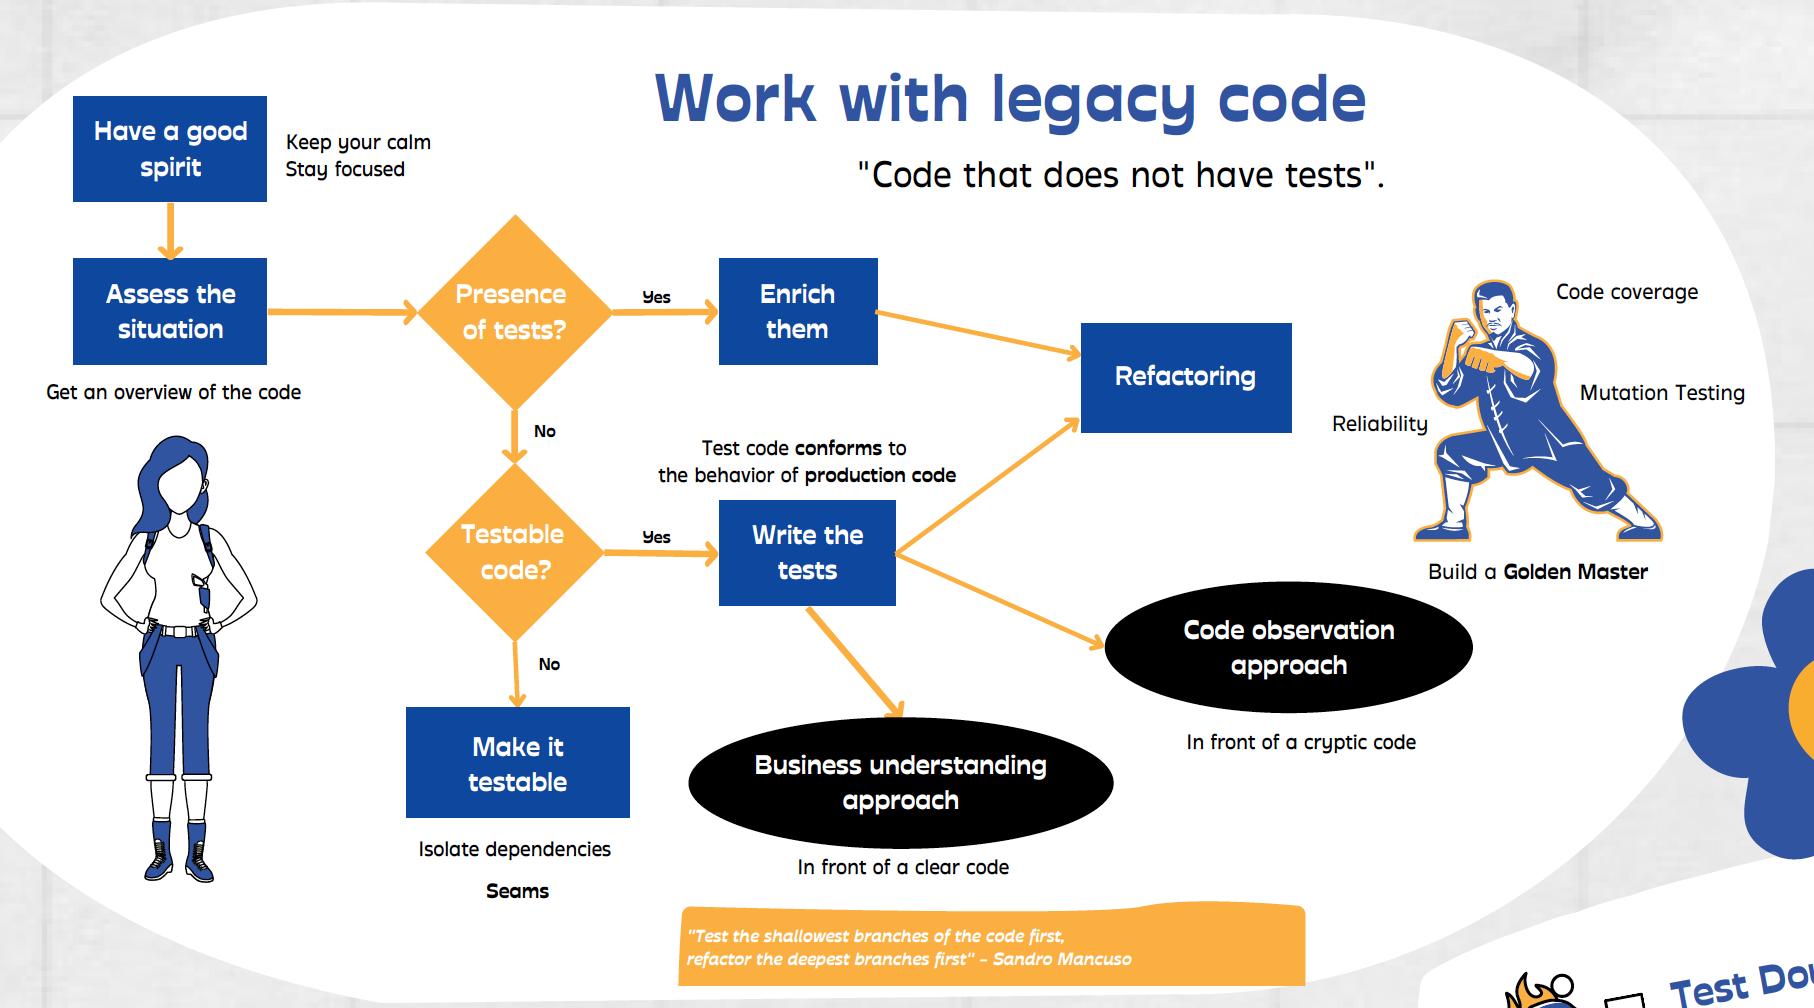 Work with legacy code
"Code that does not have tests".
Have a good
spirit
Keep your calm
Stay focused
Assess the
situation
Get an overview of the code
Presence
of tests?
Yes
Enrich
them
Refactoring
No
Testable
code?
Yes
Test code conforms to
the behavior of production code
Write the
tests
No
Make it
testable
Isolate dependencies
Seams
Business understanding
approach
In front of a clear code
Code observation
approach
In front of a cryptic code
Code coverage
Mutation Testing
Reliability
Build a Golden Master
"Test the shallowest branches of the code first,
refactor the deepest branches first" - Sandro Mancuso
Test